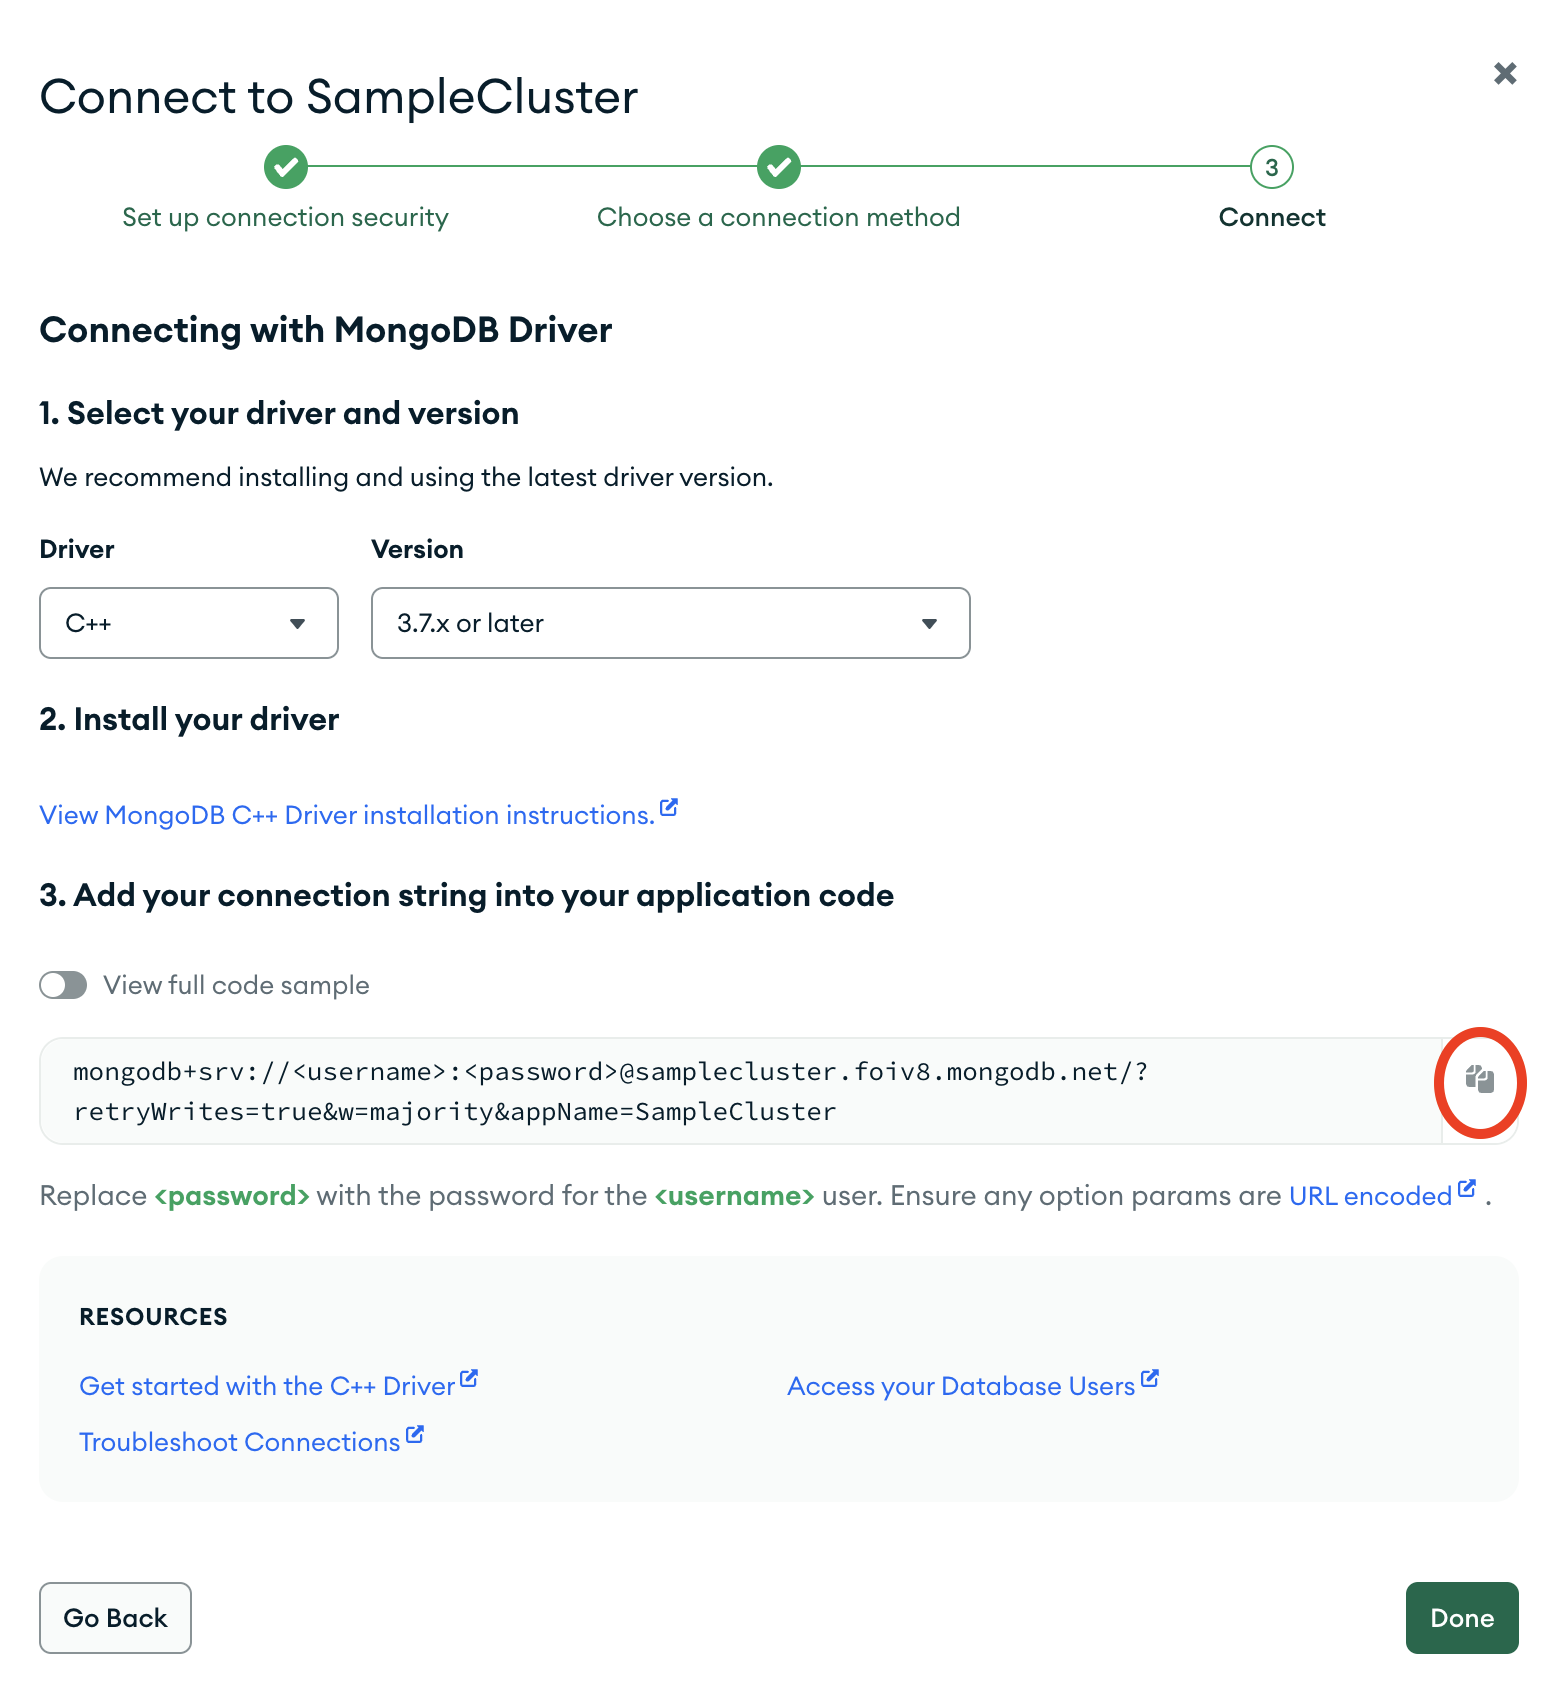 Connect to SampleCluster
3
Set up connection security
Choose a connection method
Connect
Connecting with MongoDB Driver
1. Select your driver and version
We recommend installing and using the latest driver version.
Driver
Version
C++
3.7.x or later
2. Install your driver
View MongoDB C++ Driver installation instructions.
3. Add your connection string into your application code
View full code sample
mongodb+srv://<username>:<password>@samplecluster.foiv8.mongodb.net/?
retryWrites=true&w=majority&appName=SampleCluster
Replace <password> with the password for the <username> user. Ensure any option params are URL encoded .
RESOURCES
Get started with the C++ Driver
Access your Database Users
Troubleshoot Connections
Go Back
Done